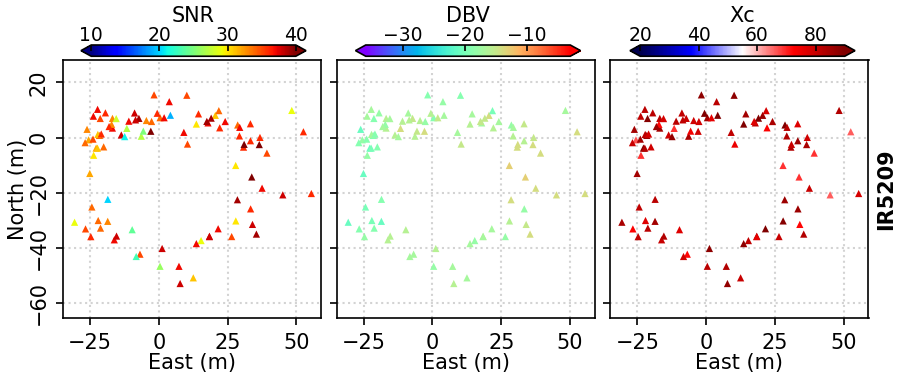 SNR DBV Xc
10 20 30 40 −30 −20 −10 20 40 60 80
20
0
−20
−40
−60
North (m)
IR5209
−25 0 25 50 −25 0 25 50 −25 0 25 50
East (m) East (m) East (m)